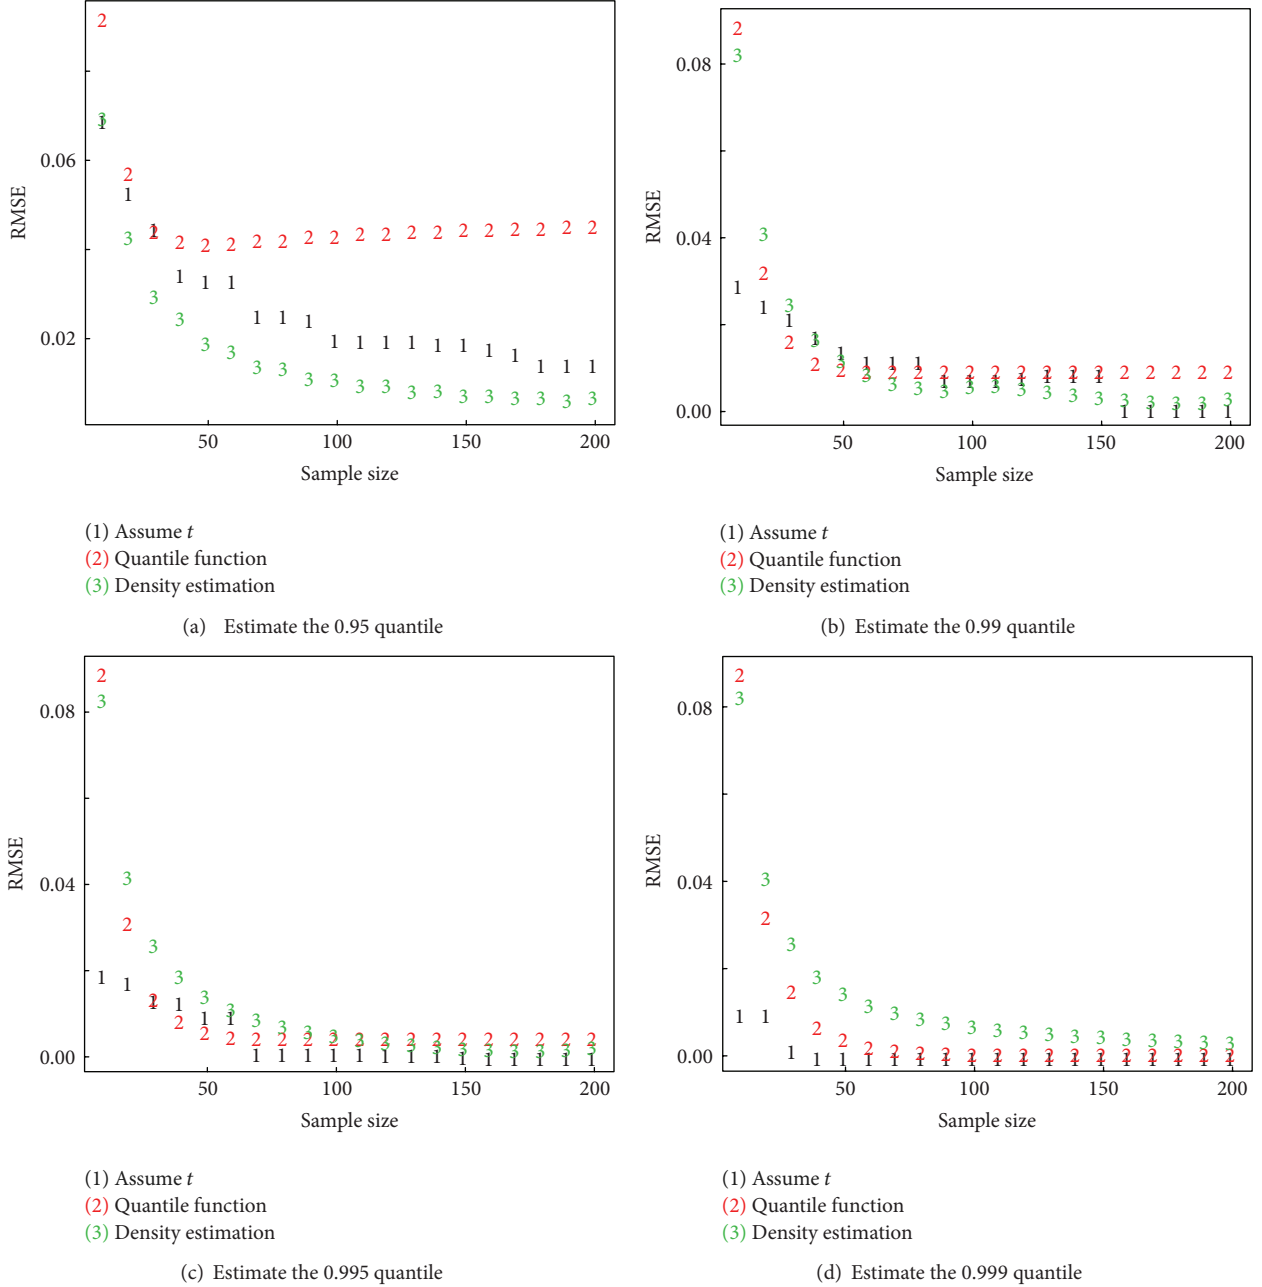 RMSE
0.06
0.02
50 100 150 200
Sample size
(1) Assume t
(2) Quantile function
(3) Density estimation
(a) Estimate the 0.95 quantile
RMSE
0.08
0.04
0.00
50 100 150 200
Sample size
(1) Assume t
(2) Quantile function
(3) Density estimation
(b) Estimate the 0.99 quantile
RMSE
0.08
0.04
0.00
50 100 150 200
Sample size
(1) Assume t
(2) Quantile function
(3) Density estimation
(c) Estimate the 0.995 quantile
RMSE
0.08
0.04
0.00
50 100 150 200
Sample size
(1) Assume t
(2) Quantile function
(3) Density estimation
(d) Estimate the 0.999 quantile